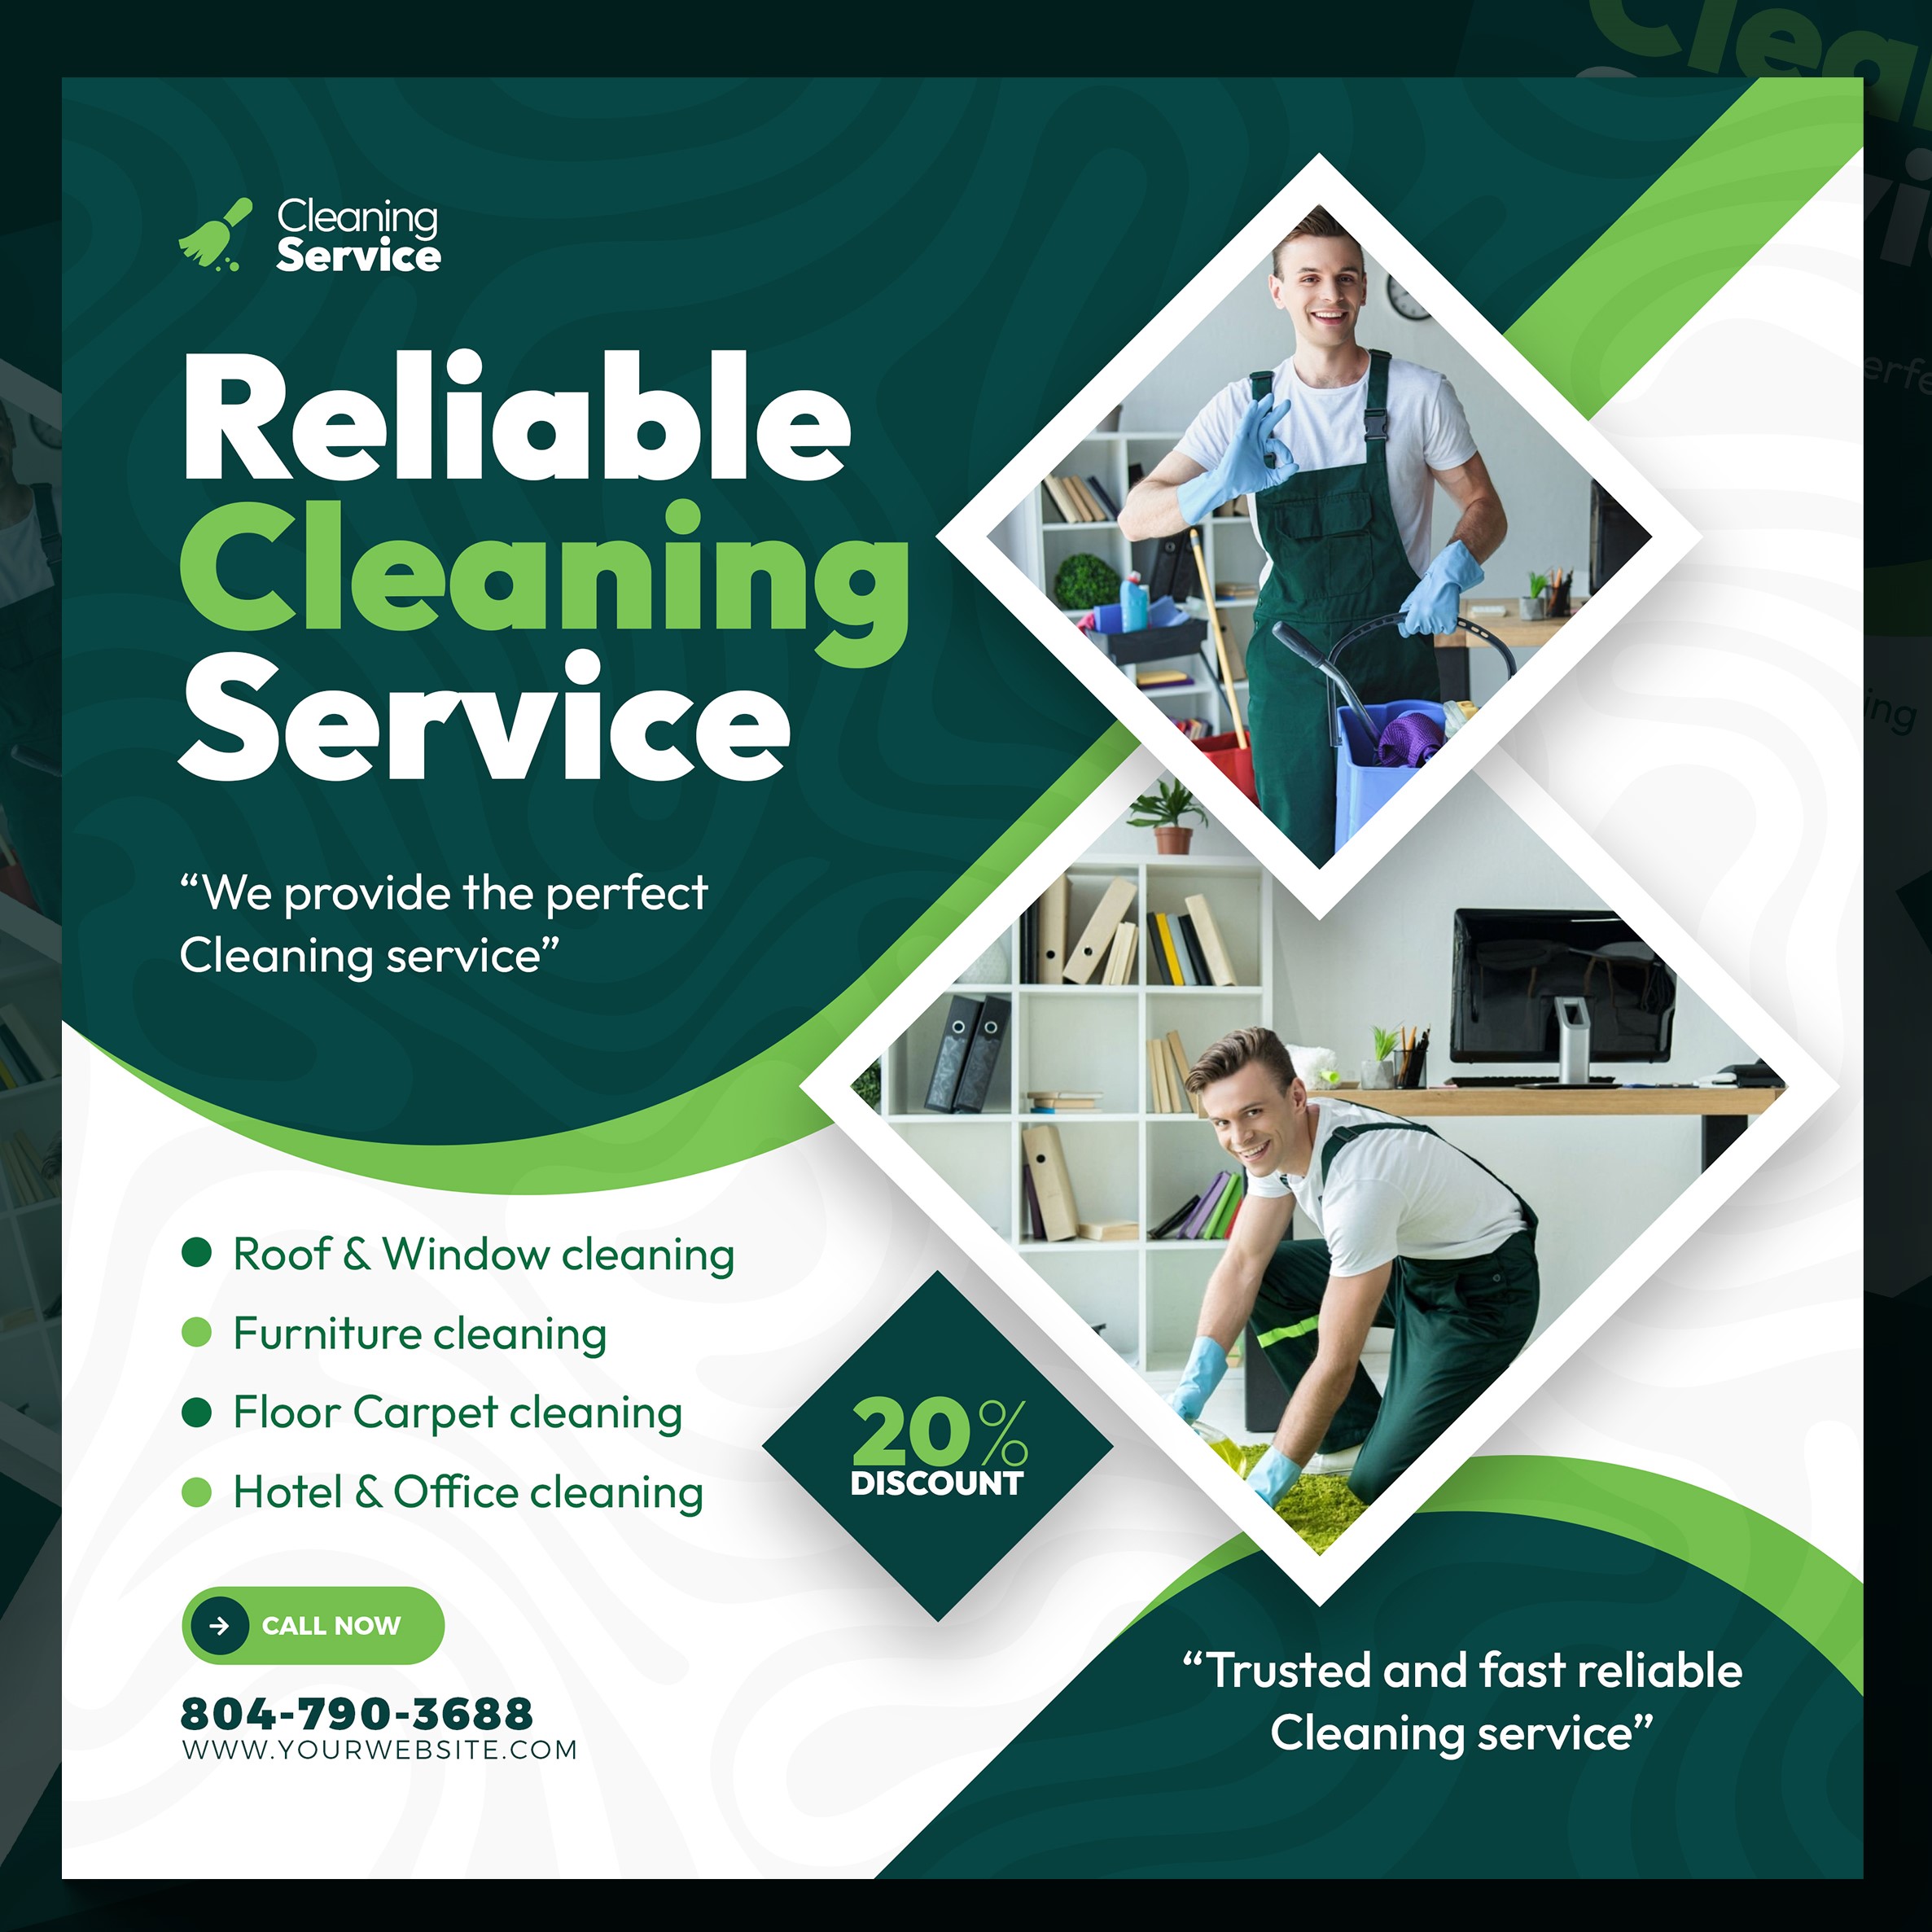 Cleaning
Service
Reliable
Cleaning
Service
“We provide the perfect
Cleaning service”
Roof & Window cleaning
Furniture cleaning
Floor Carpet cleaning
Hotel & Office cleaning
20%
DISCOUNT
CALL NOW
804-790-3688
WWW.YOURWEBSITE.COM
“Trusted and fast reliable
Cleaning service”